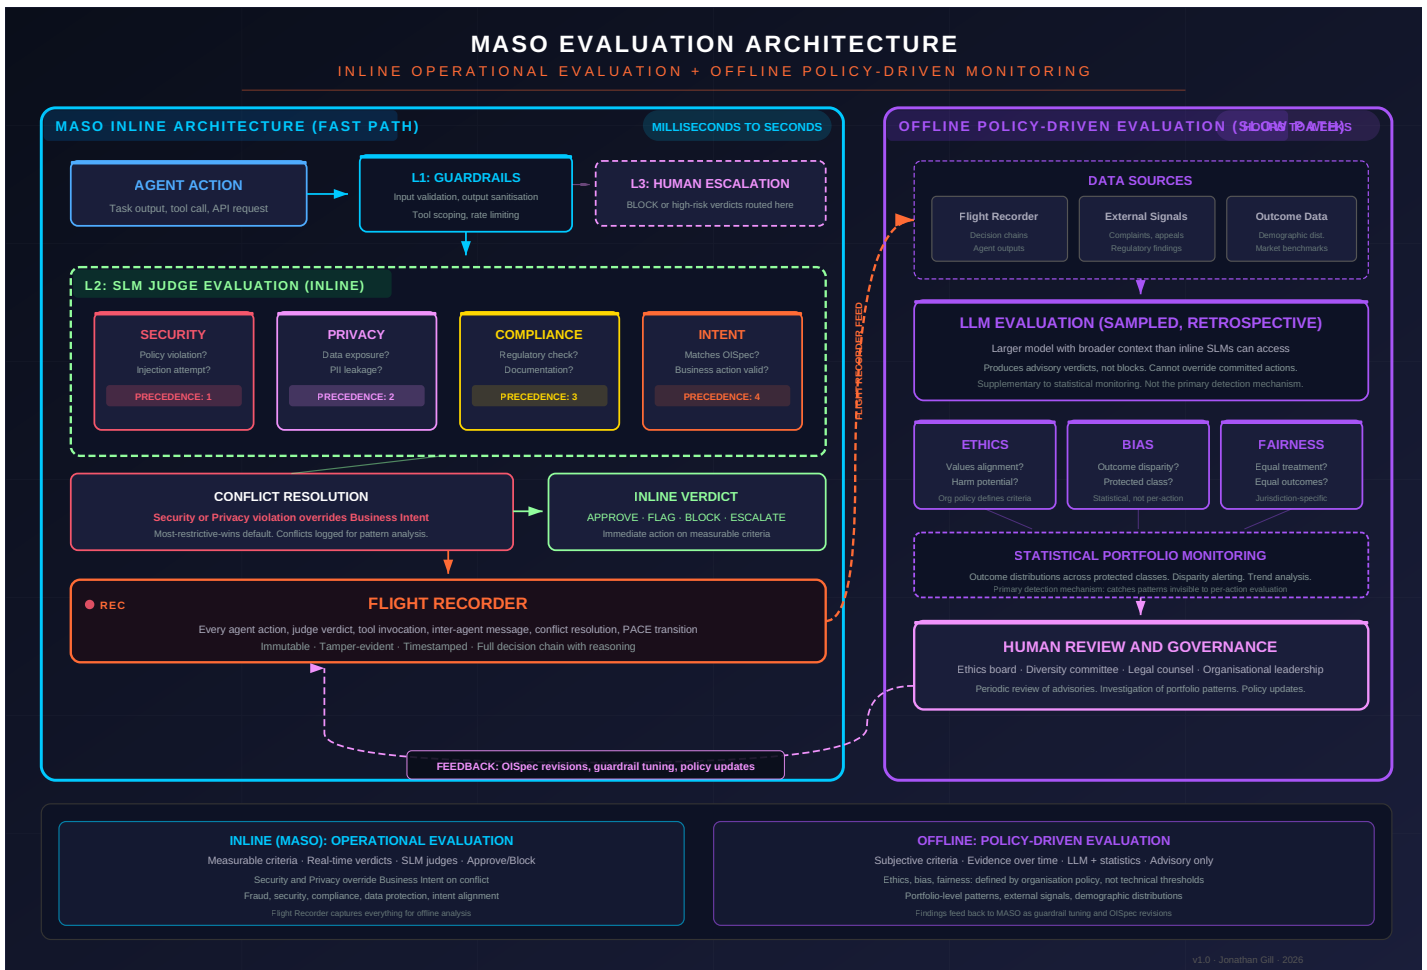 MASO EVALUATION ARCHITECTURE
INLINE OPERATIONAL EVALUATION + OFFLINE POLICY-DRIVEN MONITORING
MASO INLINE ARCHITECTURE (FAST PATH)
MILLISECONDS TO SECONDS
AGENT ACTION
Task output, tool call, API request
L1: GUARDRAILS
Input validation, output sanitisation
Tool scoping, rate limiting
L3: HUMAN ESCALATION
BLOCK or high-risk verdicts routed here
L2: SLM JUDGE EVALUATION (INLINE)
SECURITY
Policy violation?
Injection attempt?
PRECEDENCE: 1
PRIVACY
Data exposure?
PII leakage?
PRECEDENCE: 2
COMPLIANCE
Regulatory check?
Documentation?
PRECEDENCE: 3
INTENT
Matches OISpec?
Business action valid?
PRECEDENCE: 4
CONFLICT RESOLUTION
Security or Privacy violation overrides Business Intent
Most-restrictive-wins default. Conflicts logged for pattern analysis.
INLINE VERDICT
APPROVE · FLAG · BLOCK · ESCALATE
Immediate action on measurable criteria
REC
FLIGHT RECORDER
Every agent action, judge verdict, tool invocation, inter-agent message, conflict resolution, PACE transition
Immutable · Tamper-evident · Timestamped · Full decision chain with reasoning
FEEDBACK: OISpec revisions, guardrail tuning, policy updates
FLIGHT RECORDER FEED
OFFLINE POLICY-DRIVEN EVALUATION (SLOW PATH)
HOURS TO WEEKS
DATA SOURCES
Flight Recorder
Decision chains
Agent outputs
External Signals
Complaints, appeals
Regulatory findings
Outcome Data
Demographic dist.
Market benchmarks
LLM EVALUATION (SAMPLED, RETROSPECTIVE)
Larger model with broader context than inline SLMs can access
Produces advisory verdicts, not blocks. Cannot override committed actions.
Supplementary to statistical monitoring. Not the primary detection mechanism.
ETHICS
Values alignment?
Harm potential?
Org policy defines criteria
BIAS
Outcome disparity?
Protected class?
Statistical, not per-action
FAIRNESS
Equal treatment?
Equal outcomes?
Jurisdiction-specific
STATISTICAL PORTFOLIO MONITORING
Outcome distributions across protected classes. Disparity alerting. Trend analysis.
Primary detection mechanism: catches patterns invisible to per-action evaluation
HUMAN REVIEW AND GOVERNANCE
Ethics board · Diversity committee · Legal counsel · Organisational leadership
Periodic review of advisories. Investigation of portfolio patterns. Policy updates.
INLINE (MASO): OPERATIONAL EVALUATION
Measurable criteria · Real-time verdicts · SLM judges · Approve/Block
Security and Privacy override Business Intent on conflict
Fraud, security, compliance, data protection, intent alignment
Flight Recorder captures everything for offline analysis
OFFLINE: POLICY-DRIVEN EVALUATION
Subjective criteria · Evidence over time · LLM + statistics · Advisory only
Ethics, bias, fairness: defined by organisation policy, not technical thresholds
Portfolio-level patterns, external signals, demographic distributions
Findings feed back to MASO as guardrail tuning and OISpec revisions
v1.0 · Jonathan Gill · 2026